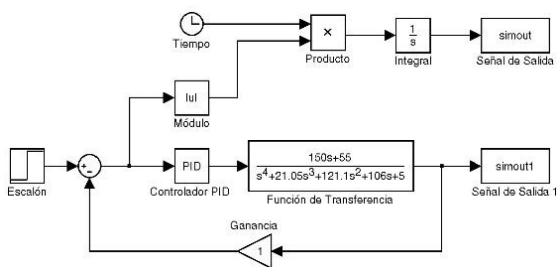 Tiempo
×
Producto
1
s
Integral
simout
Señal de Salida
|u|
Módulo
Escalón
+
−
PID
Controlador PID
150s+55
s⁴+21.05s³+121.1s²+106s+5
Función de Transferencia
simout1
Señal de Salida 1
Ganancia
1